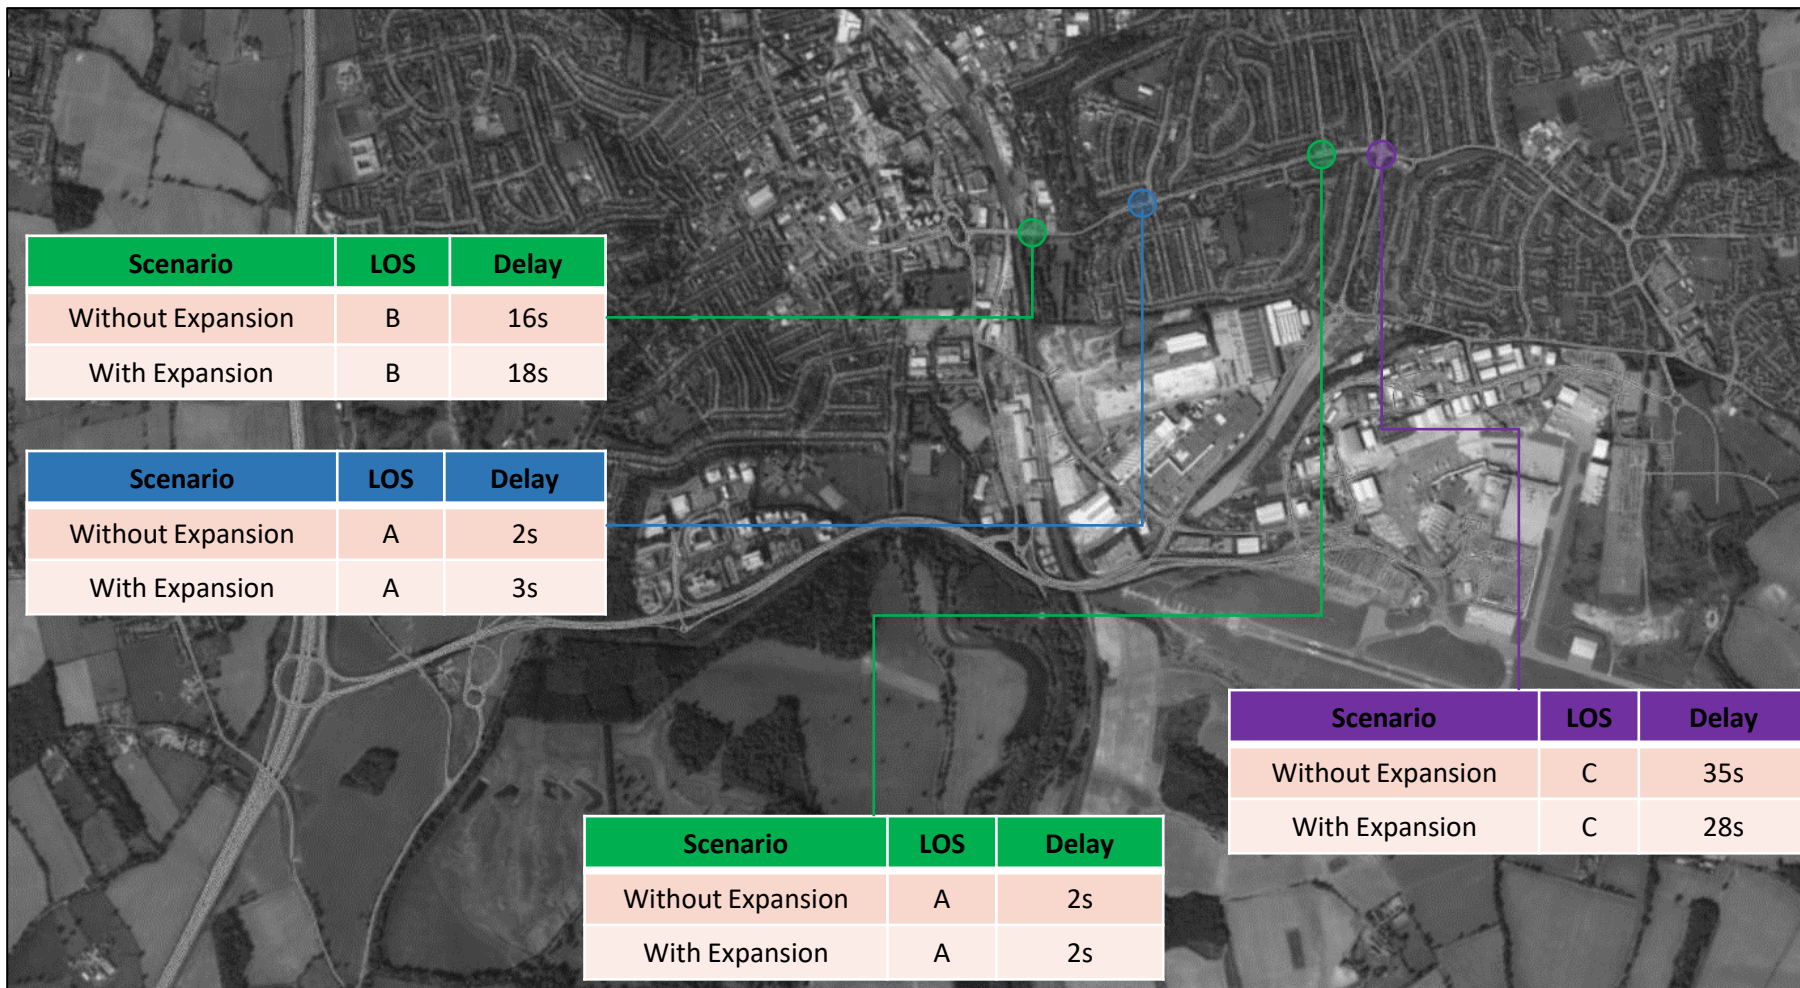 Scenario LOS Delay
Without Expansion B 16s
With Expansion B 18s
Scenario LOS Delay
Without Expansion A 2s
With Expansion A 3s
Scenario LOS Delay
Without Expansion A 2s
With Expansion A 2s
Scenario LOS Delay
Without Expansion C 35s
With Expansion C 28s